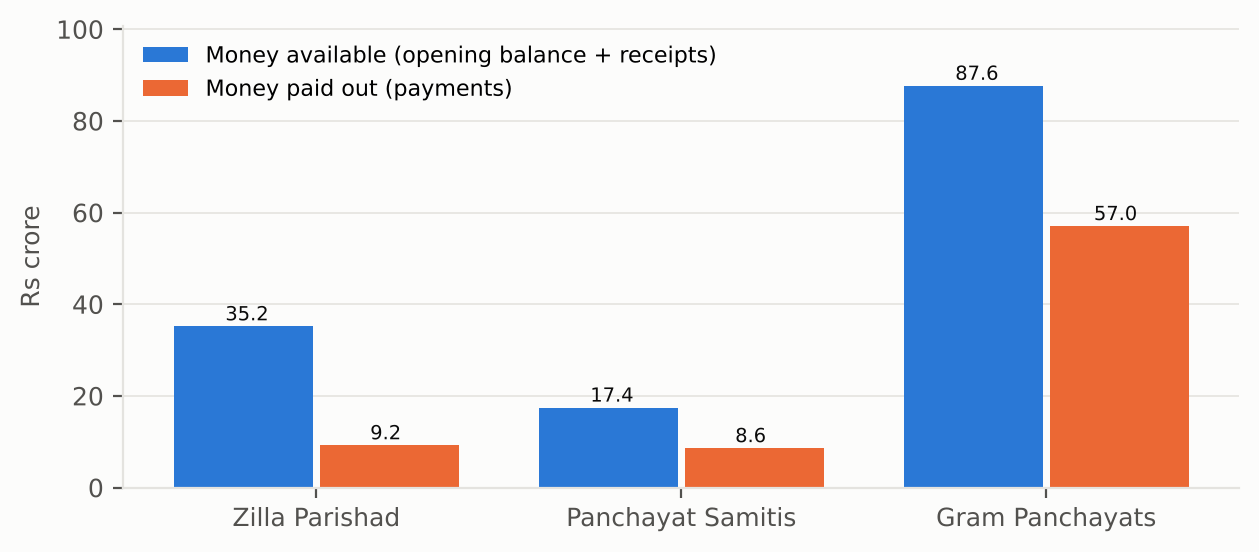 Money available (opening balance + receipts)
Money paid out (payments)
Rs crore
100
80
60
40
20
0
35.2
9.2
17.4
8.6
87.6
57.0
Zilla Parishad
Panchayat Samitis
Gram Panchayats